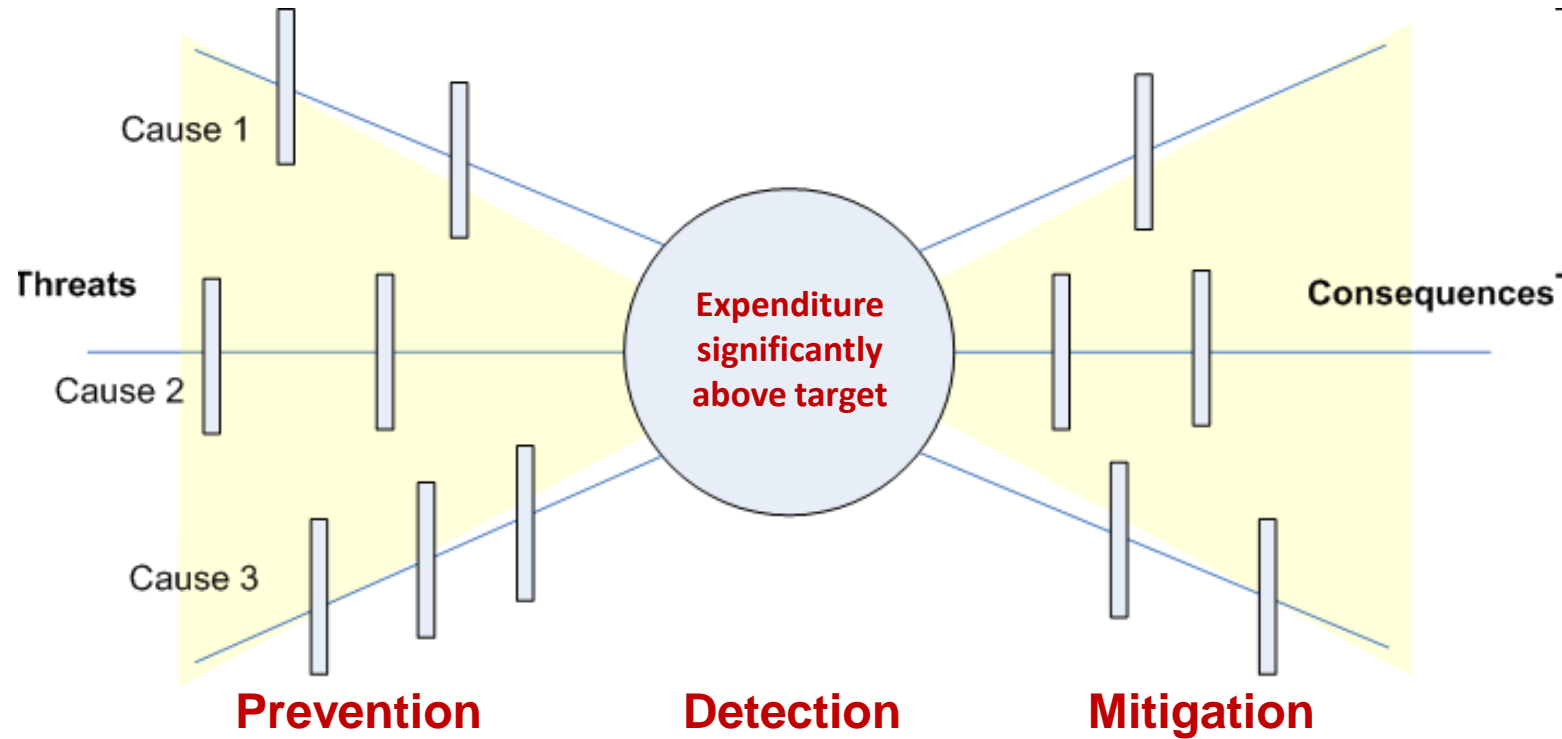 Cause 1
Threats
Cause 2
Cause 3
Expenditure
significantly
above target
Consequences
Prevention
Detection
Mitigation